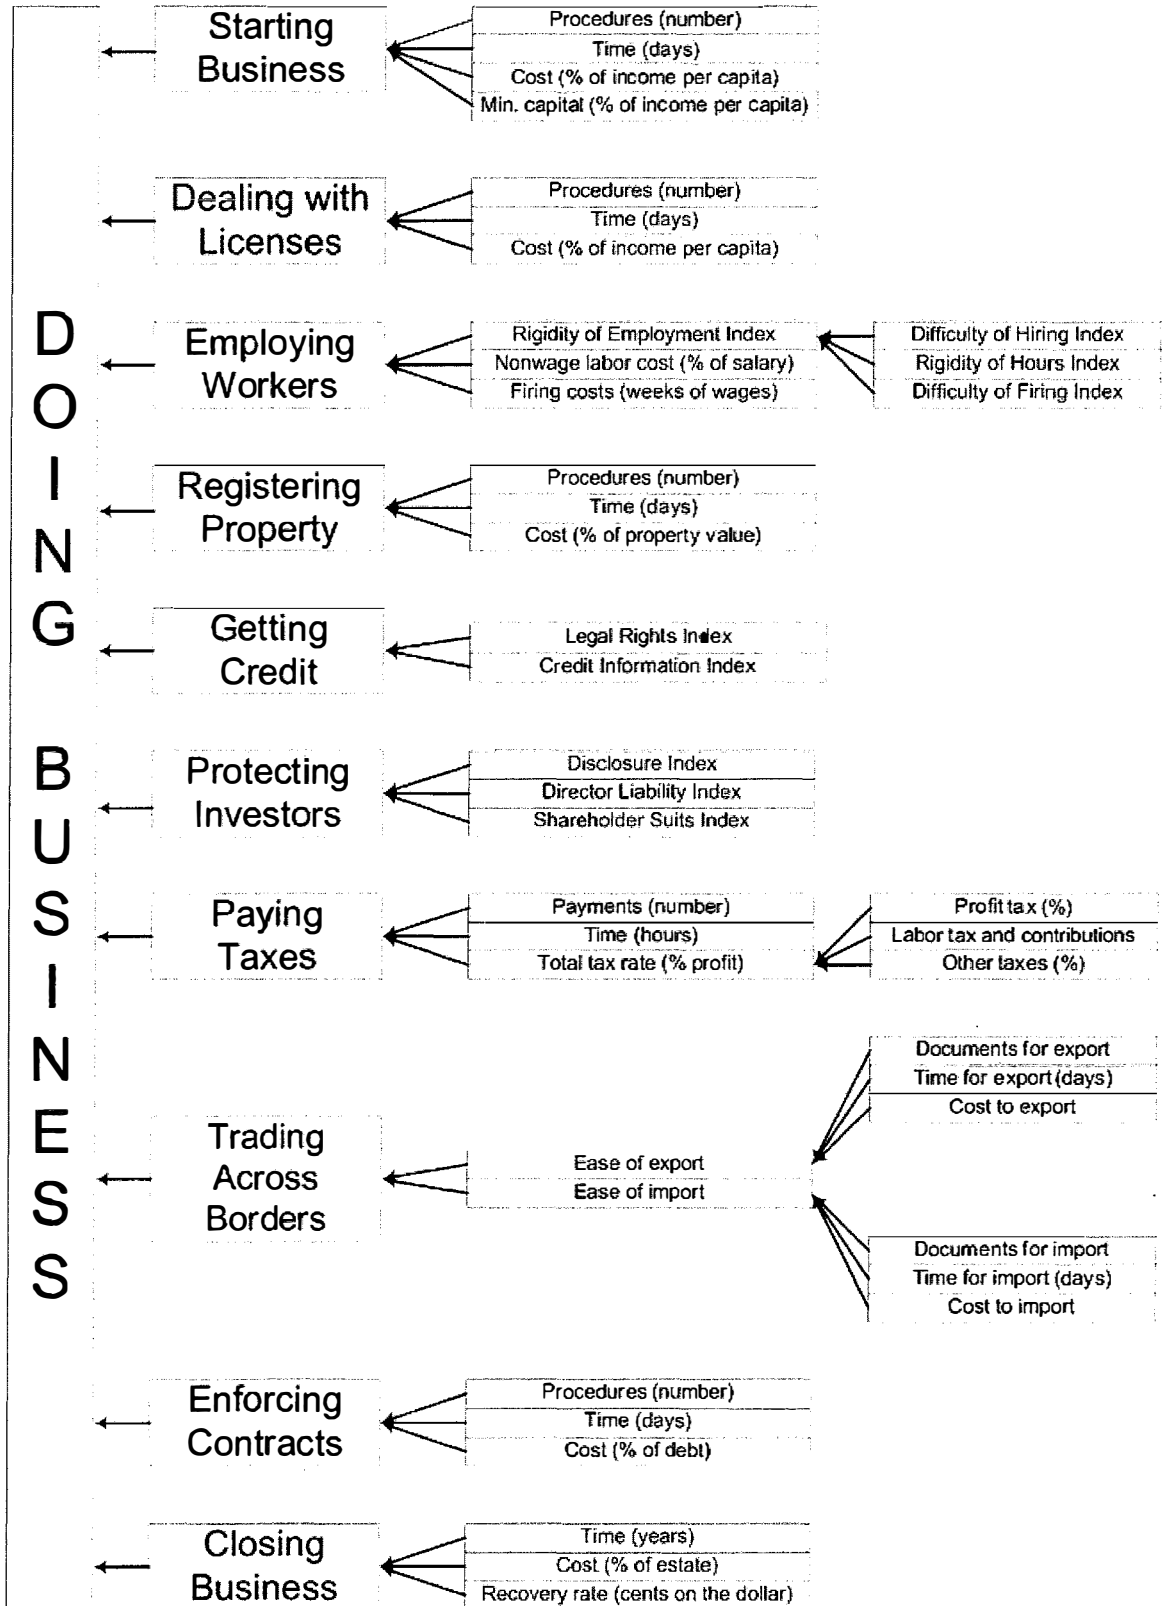 DOING BUSINESS
Starting
Business
Procedures (number)
Time (days)
Cost (% of income per capita)
Min. capital (% of income per capita)
Dealing with
Licenses
Procedures (number)
Time (days)
Cost (% of income per capita)
Employing
Workers
Rigidity of Employment Index
Nonwage labor cost (% of salary)
Firing costs (weeks of wages)
Difficulty of Hiring Index
Rigidity of Hours Index
Difficulty of Firing Index
Registering
Property
Procedures (number)
Time (days)
Cost (% of property value)
Getting
Credit
Legal Rights Index
Credit Information Index
Protecting
Investors
Disclosure Index
Director Liability Index
Shareholder Suits Index
Paying
Taxes
Payments (number)
Time (hours)
Total tax rate (% profit)
Profit tax (%)
Labor tax and contributions
Other taxes (%)
Trading
Across
Borders
Ease of export
Ease of import
Documents for export
Time for export (days)
Cost to export
Documents for import
Time for import (days)
Cost to import
Enforcing
Contracts
Procedures (number)
Time (days)
Cost (% of debt)
Closing
Business
Time (years)
Cost (% of estate)
Recovery rate (cents on the dollar)